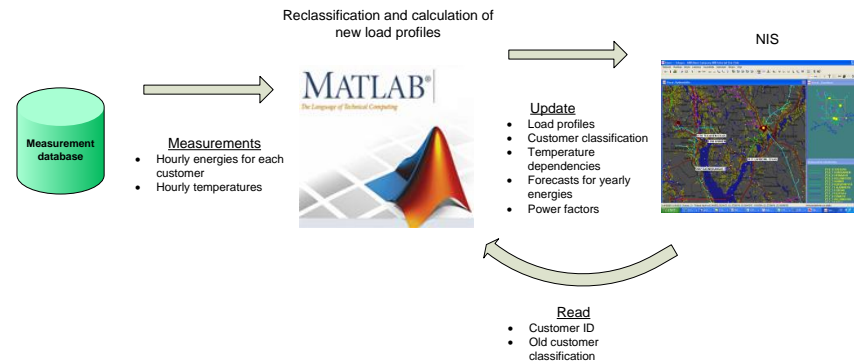 Reclassification and calculation of
new load profiles
NIS
MATLAB®
The Language of Technical Computing
Measurement
database
Measurements
• Hourly energies for each
customer
• Hourly temperatures
Update
• Load profiles
• Customer classification
• Temperature
dependencies
• Forecasts for yearly
energies
• Power factors
Read
• Customer ID
• Old customer
classification